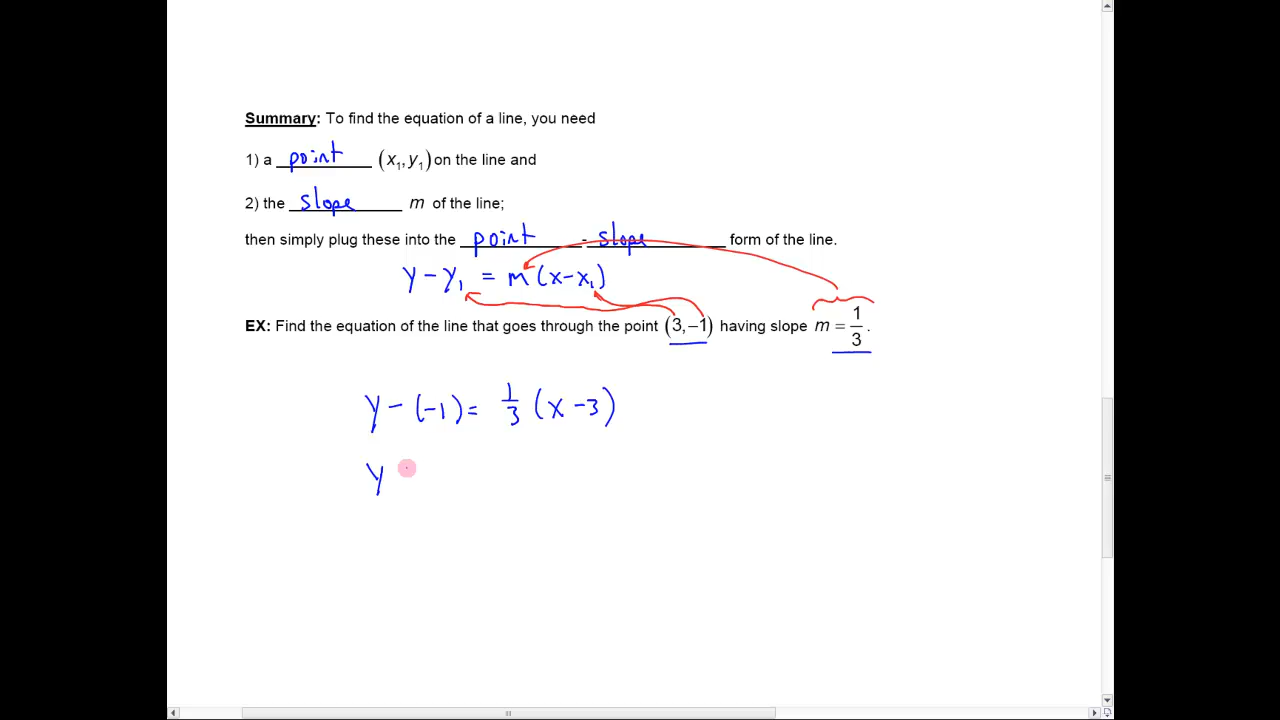 Summary: To find the equation of a line, you need
1) a point (x₁, y₁) on the line and
2) the slope m of the line;
then simply plug these into the point - slope form of the line.
y - y₁ = m(x - x₁)
EX: Find the equation of the line that goes through the point (3, -1) having slope m = 1/3.
y - (-1) = 1/3 (x - 3)
y